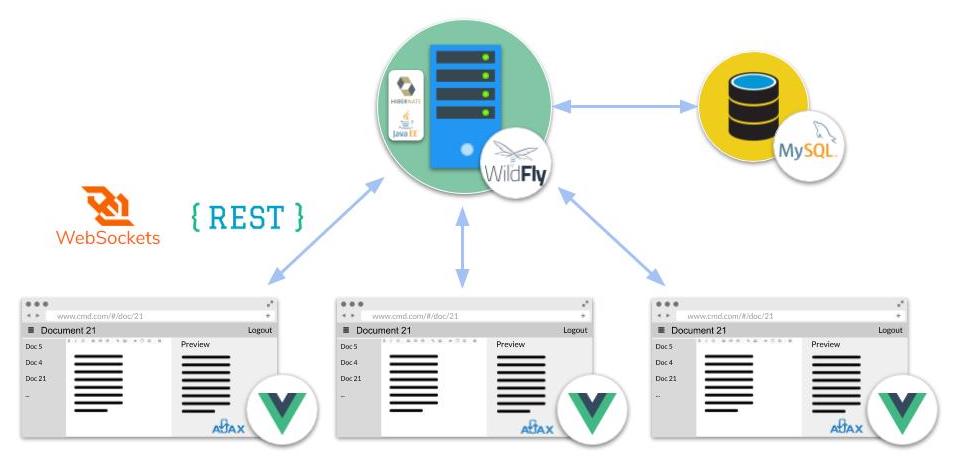 HIBERNATE
Java EE
WildFly
MySQL
WebSockets
{ REST }
www.cmd.com/#/doc/21
Document 21
Logout
Doc 5
Doc 4
Doc 21
...
Preview
AJAX
www.cmd.com/#/doc/21
Document 21
Logout
Doc 5
Doc 4
Doc 21
...
Preview
AJAX
www.cmd.com/#/doc/21
Document 21
Logout
Doc 5
Doc 4
Doc 21
...
Preview
AJAX